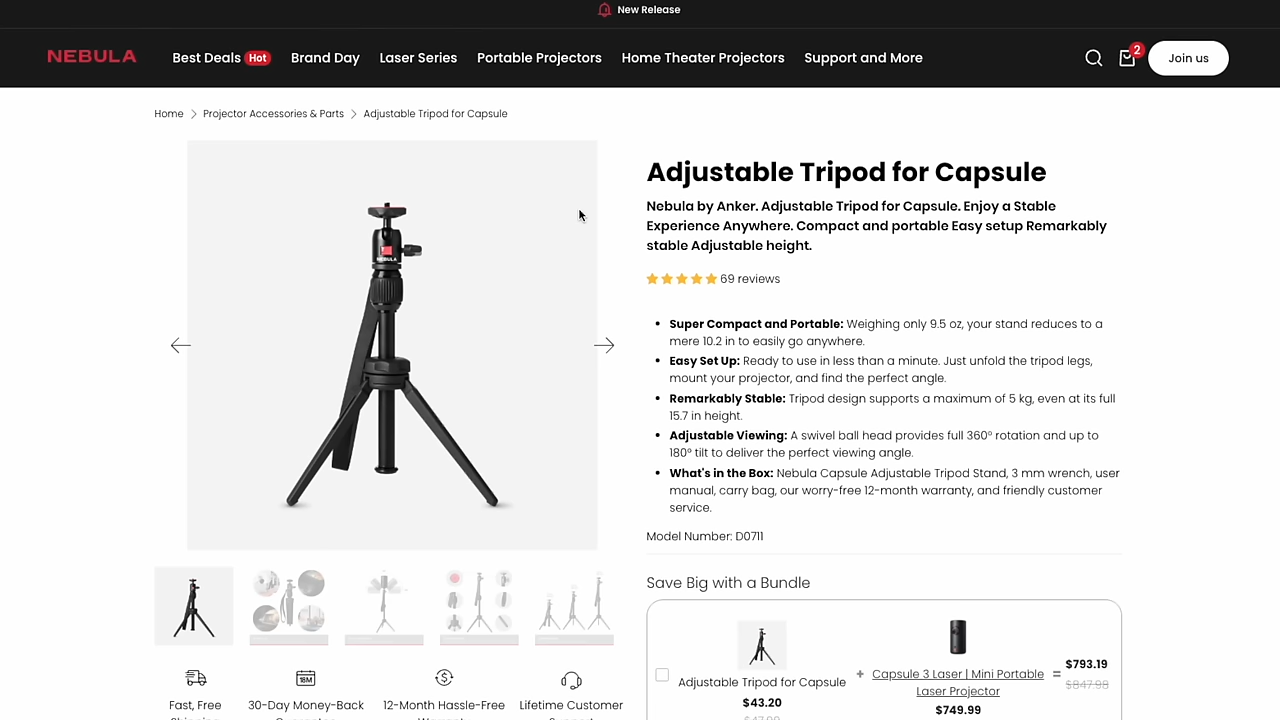 New Release
NEBULA
Best Deals Hot Brand Day Laser Series Portable Projectors Home Theater Projectors Support and More
2
Join us
Home Projector Accessories & Parts Adjustable Tripod for Capsule
NEBULA
Adjustable Tripod for Capsule
Nebula by Anker. Adjustable Tripod for Capsule. Enjoy a Stable
Experience Anywhere. Compact and portable Easy setup Remarkably
stable Adjustable height.
69 reviews
• Super Compact and Portable: Weighing only 9.5 oz, your stand reduces to a
mere 10.2 in to easily go anywhere.
• Easy Set Up: Ready to use in less than a minute. Just unfold the tripod legs,
mount your projector, and find the perfect angle.
• Remarkably Stable: Tripod design supports a maximum of 5 kg, even at its full
15.7 in height.
• Adjustable Viewing: A swivel ball head provides full 360° rotation and up to
180° tilt to deliver the perfect viewing angle.
• What's in the Box: Nebula Capsule Adjustable Tripod Stand, 3 mm wrench, user
manual, carry bag, our worry-free 12-month warranty, and friendly customer
service.
Model Number: D0711
Save Big with a Bundle
Adjustable Tripod for Capsule
$43.20
+
Capsule 3 Laser | Mini Portable
Laser Projector
$749.99
=
$793.19
$847.98
Fast, Free
30-Day Money-Back
12-Month Hassle-Free
Lifetime Customer